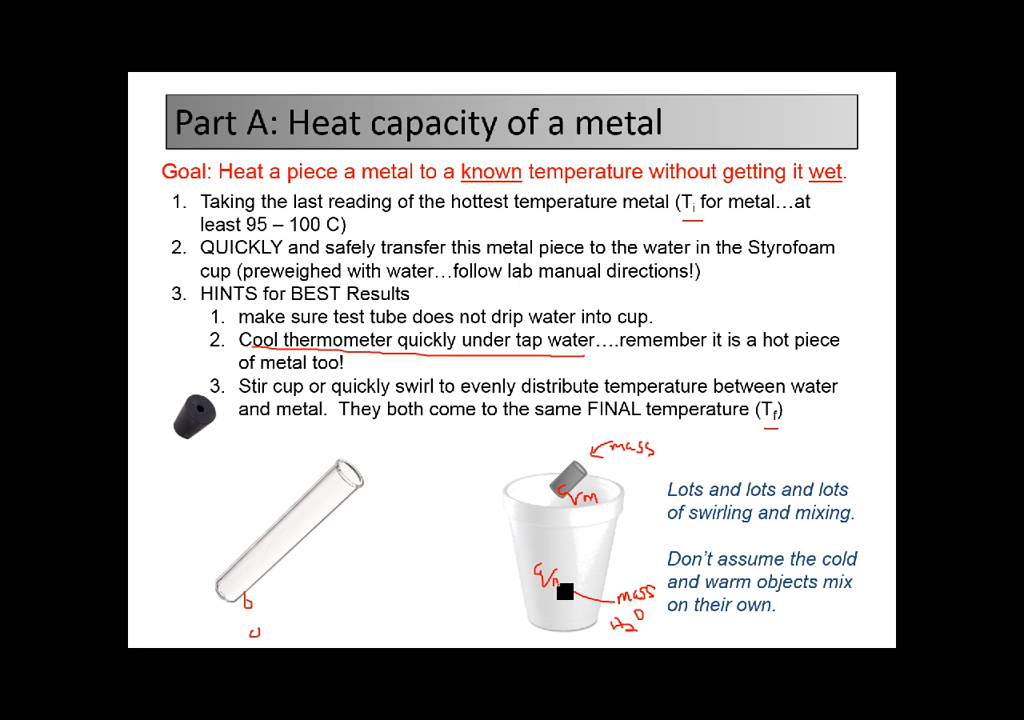 Part A: Heat capacity of a metal
Goal: Heat a piece a metal to a known temperature without getting it wet.
1. Taking the last reading of the hottest temperature metal (Ti for metal…at
least 95 – 100 C)
2. QUICKLY and safely transfer this metal piece to the water in the Styrofoam
cup (preweighed with water…follow lab manual directions!)
3. HINTS for BEST Results
1. make sure test tube does not drip water into cup.
2. Cool thermometer quickly under tap water….remember it is a hot piece
of metal too!
3. Stir cup or quickly swirl to evenly distribute temperature between water
and metal. They both come to the same FINAL temperature (Tf)
mass
Lots and lots and lots
of swirling and mixing.
Don't assume the cold
and warm objects mix
on their own.
mass
H2O
b